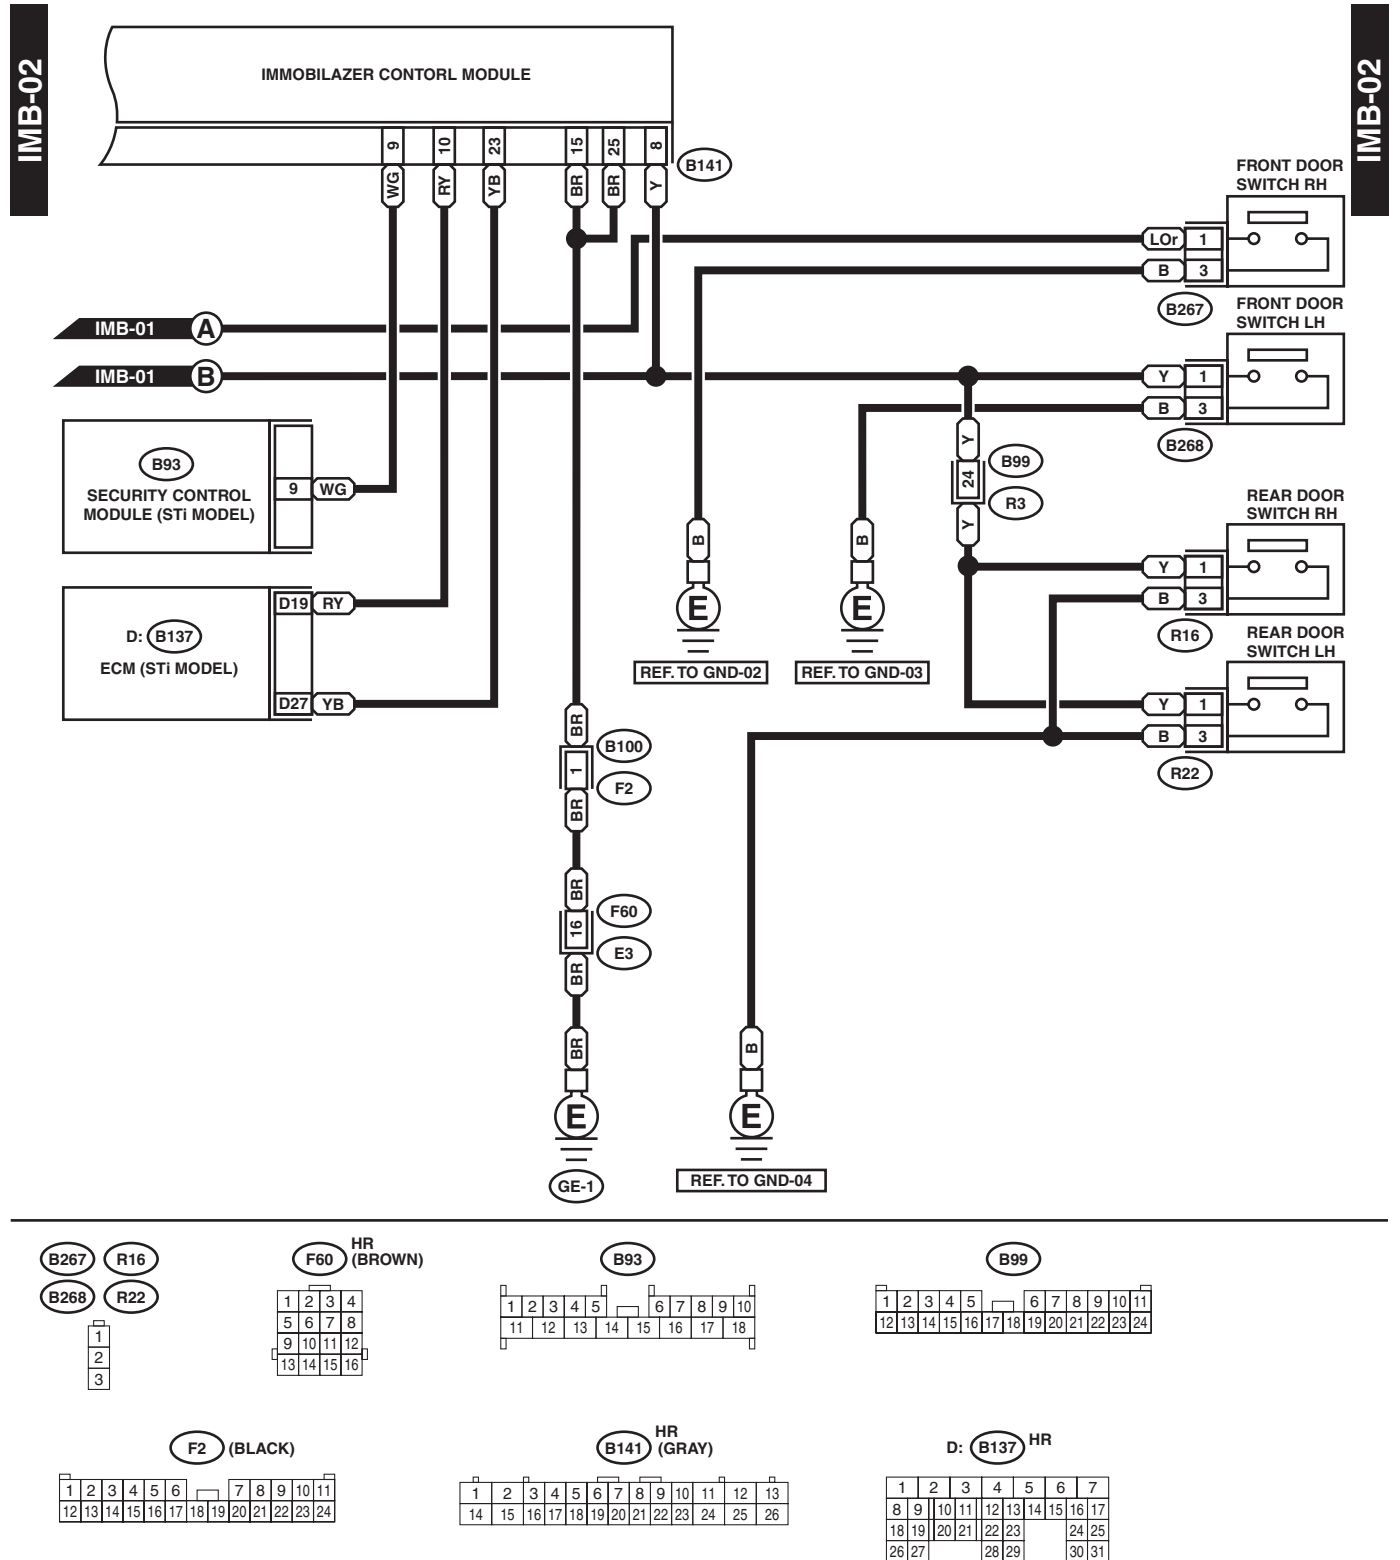 IMB-02
IMB-02
IMMOBILAZER CONTORL MODULE
9
10
23
15
25
8
B141
WG
RY
YB
BR
BR
Y
FRONT DOOR
SWITCH RH
LOr 1
B 3
B267
IMB-01 A
FRONT DOOR
SWITCH LH
IMB-01 B
Y 1
B 3
B268
B93
SECURITY CONTROL
MODULE (STi MODEL)
9 WG
Y
24
B99
R3
Y
REAR DOOR
SWITCH RH
Y 1
B 3
R16
B
E
REF. TO GND-02
B
E
REF. TO GND-03
D: B137
ECM (STi MODEL)
D19 RY
D27 YB
REAR DOOR
SWITCH LH
Y 1
B 3
R22
BR
1
B100
F2
BR
BR
16
F60
E3
BR
BR
E
GE-1
B
E
REF. TO GND-04
B267 R16
B268 R22
1
2
3
F60 HR
(BROWN)
1 2 3 4
5 6 7 8
9 10 11 12
13 14 15 16
B93
1 2 3 4 5 6 7 8 9 10
11 12 13 14 15 16 17 18
B99
1 2 3 4 5 6 7 8 9 10 11
12 13 14 15 16 17 18 19 20 21 22 23 24
F2 (BLACK)
1 2 3 4 5 6 7 8 9 10 11
12 13 14 15 16 17 18 19 20 21 22 23 24
B141 HR
(GRAY)
1 2 3 4 5 6 7 8 9 10 11 12 13
14 15 16 17 18 19 20 21 22 23 24 25 26
D: B137 HR
1 2 3 4 5 6 7
8 9 10 11 12 13 14 15 16 17
18 19 20 21 22 23 24 25
26 27 28 29 30 31